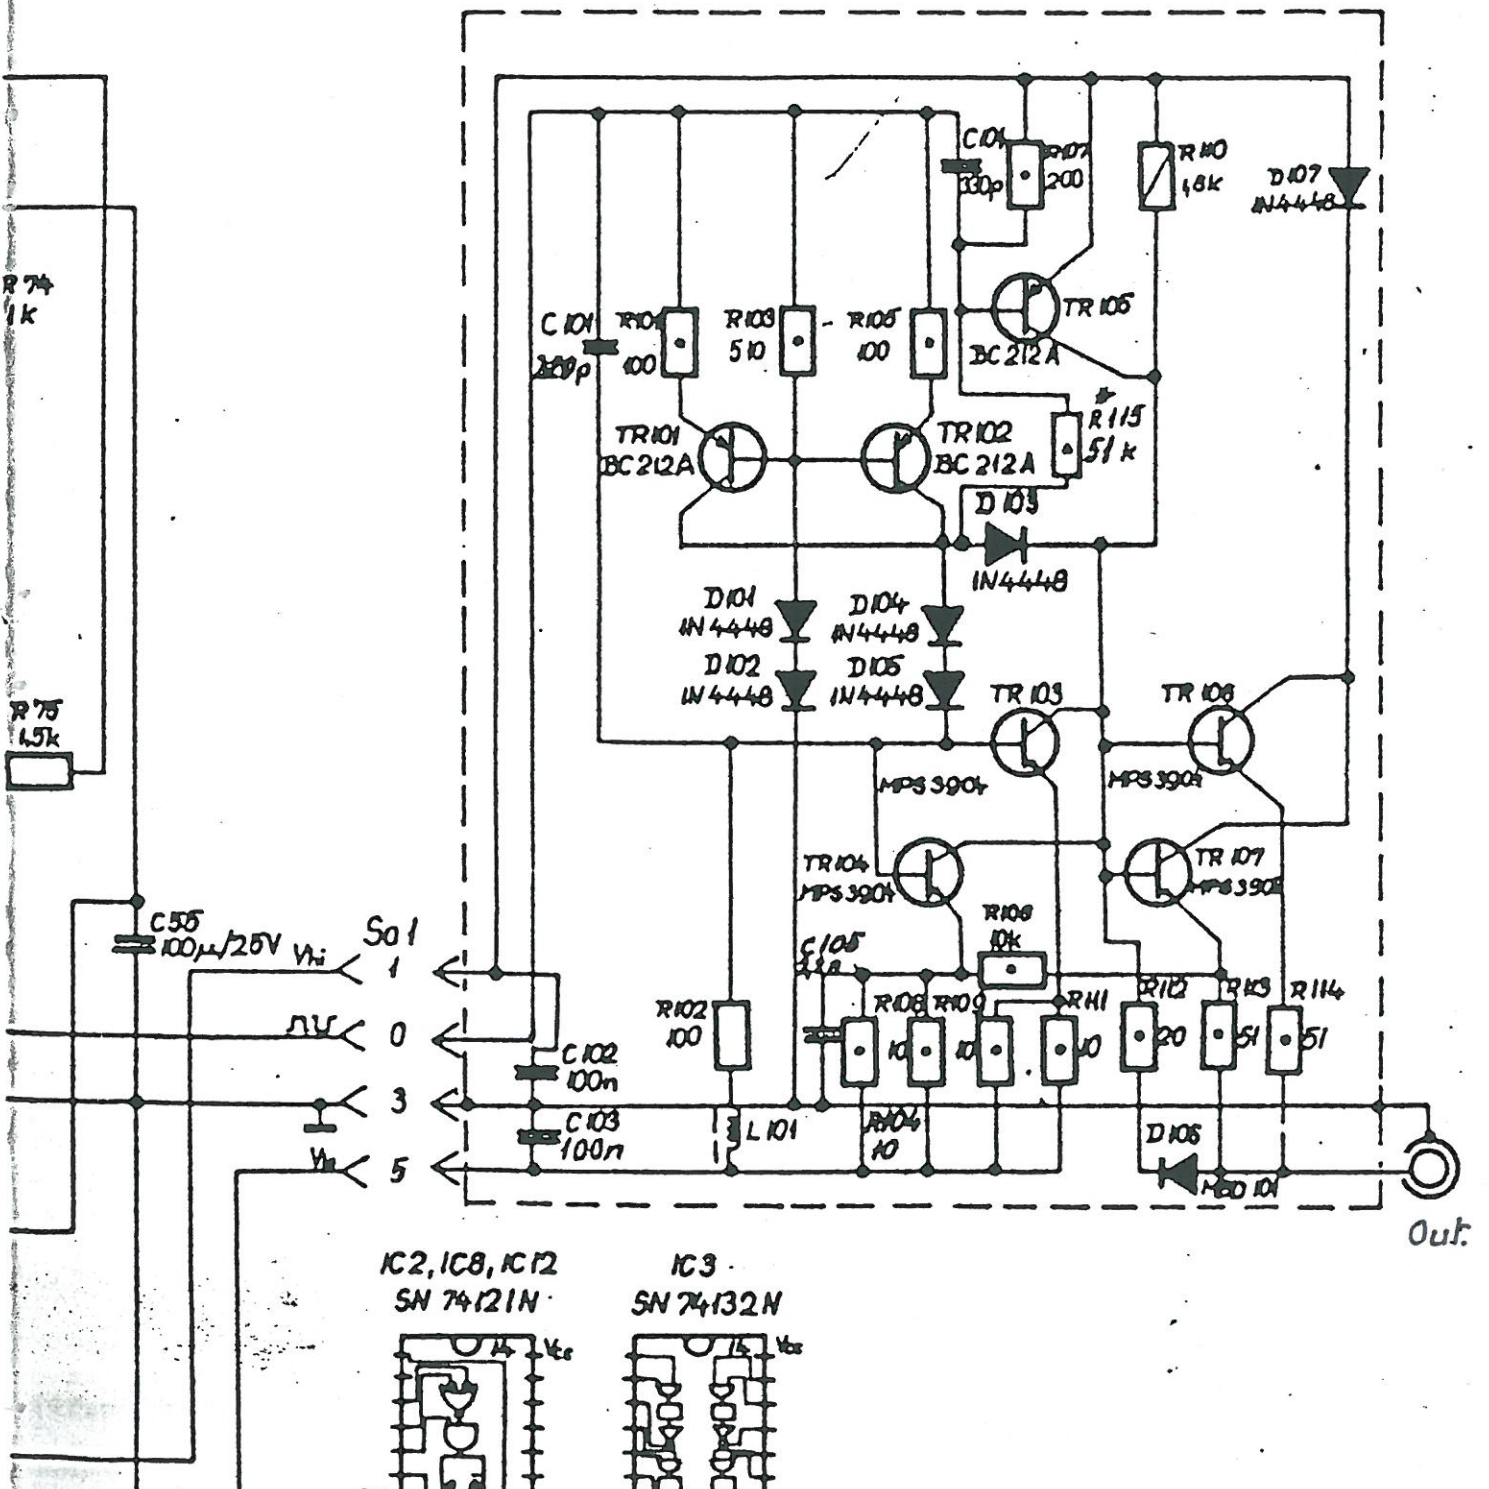 C104
330p
R107
200
R110
1,8k
D107
1N4448
R74
1k
TR105
BC212A
C101
R101
100
R103
510
R105
100
R115
51k
TR101
BC212A
TR102
BC212A
D103
1N4448
D101
1N4448
D104
1N4448
D102
1N4448
D105
1N4448
TR103
MPS3904
TR106
MPS3904
R75
1,5k
TR104
MPS3904
TR107
C55
100µ/25V
So1
Vhi
1
R106
10k
C105
R102
100
R108
10
R109
10
R111
10
R112
20
R113
51
R114
51
0
C102
100n
3
C103
100n
L101
R104
10
D106
5
Out.
IC2, IC8, IC12
SN 74121N
IC3
SN 74132N
14
14